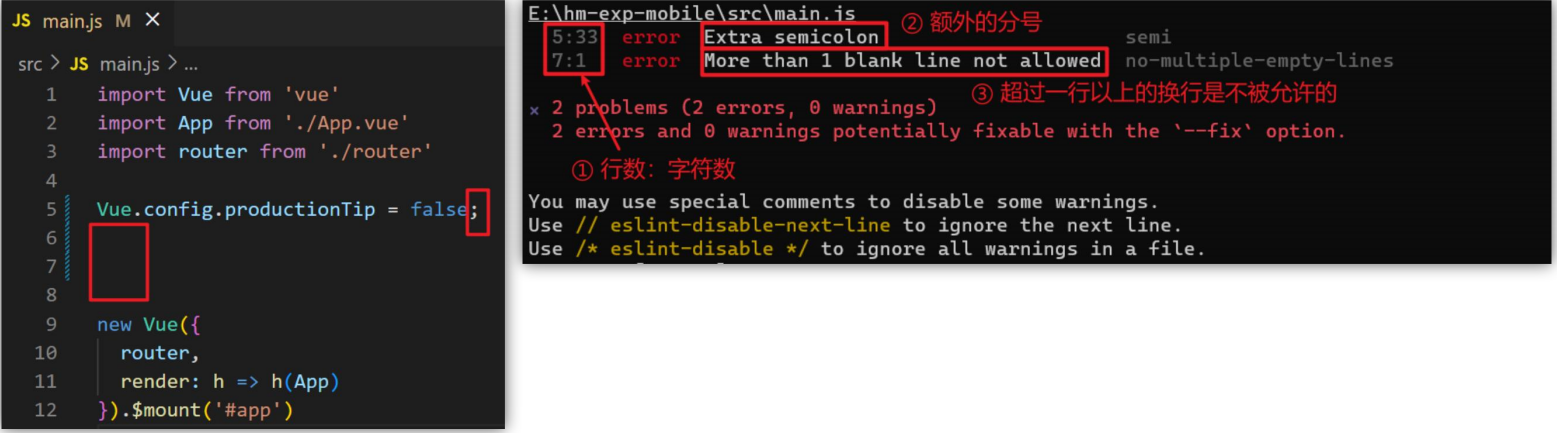 JS main.js M ×
src > JS main.js > ...
1 import Vue from 'vue'
2 import App from './App.vue'
3 import router from './router'
4
5 Vue.config.productionTip = false;
6
7
8
9 new Vue({
10 router,
11 render: h => h(App)
12 }).$mount('#app')
E:\hm-exp-mobile\src\main.js
5:33 error Extra semicolon semi
② 额外的分号
7:1 error More than 1 blank line not allowed no-multiple-empty-lines
③ 超过一行以上的换行是不被允许的
× 2 problems (2 errors, 0 warnings)
2 errors and 0 warnings potentially fixable with the `--fix` option.
① 行数：字符数
You may use special comments to disable some warnings.
Use // eslint-disable-next-line to ignore the next line.
Use /* eslint-disable */ to ignore all warnings in a file.